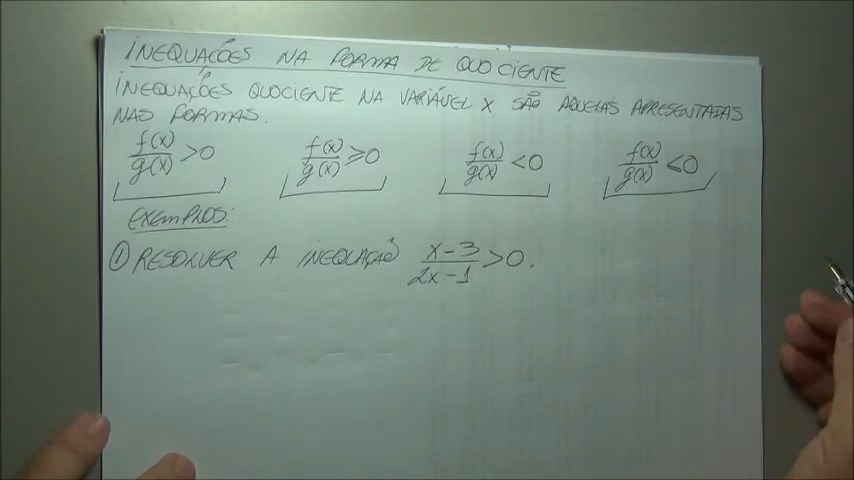 INEQUAÇÕES NA FORMA DE QUOCIENTE
INEQUAÇÕES QUOCIENTE NA VARIÁVEL X SÃO AQUELAS APRESENTADAS
NAS FORMAS.
f(x)/g(x) >0 f(x)/g(x) ≥0 f(x)/g(x) <0 f(x)/g(x) ≤0
EXEMPLOS:
① RESOLVER A INEQUAÇÃO x-3/2x-1 >0.